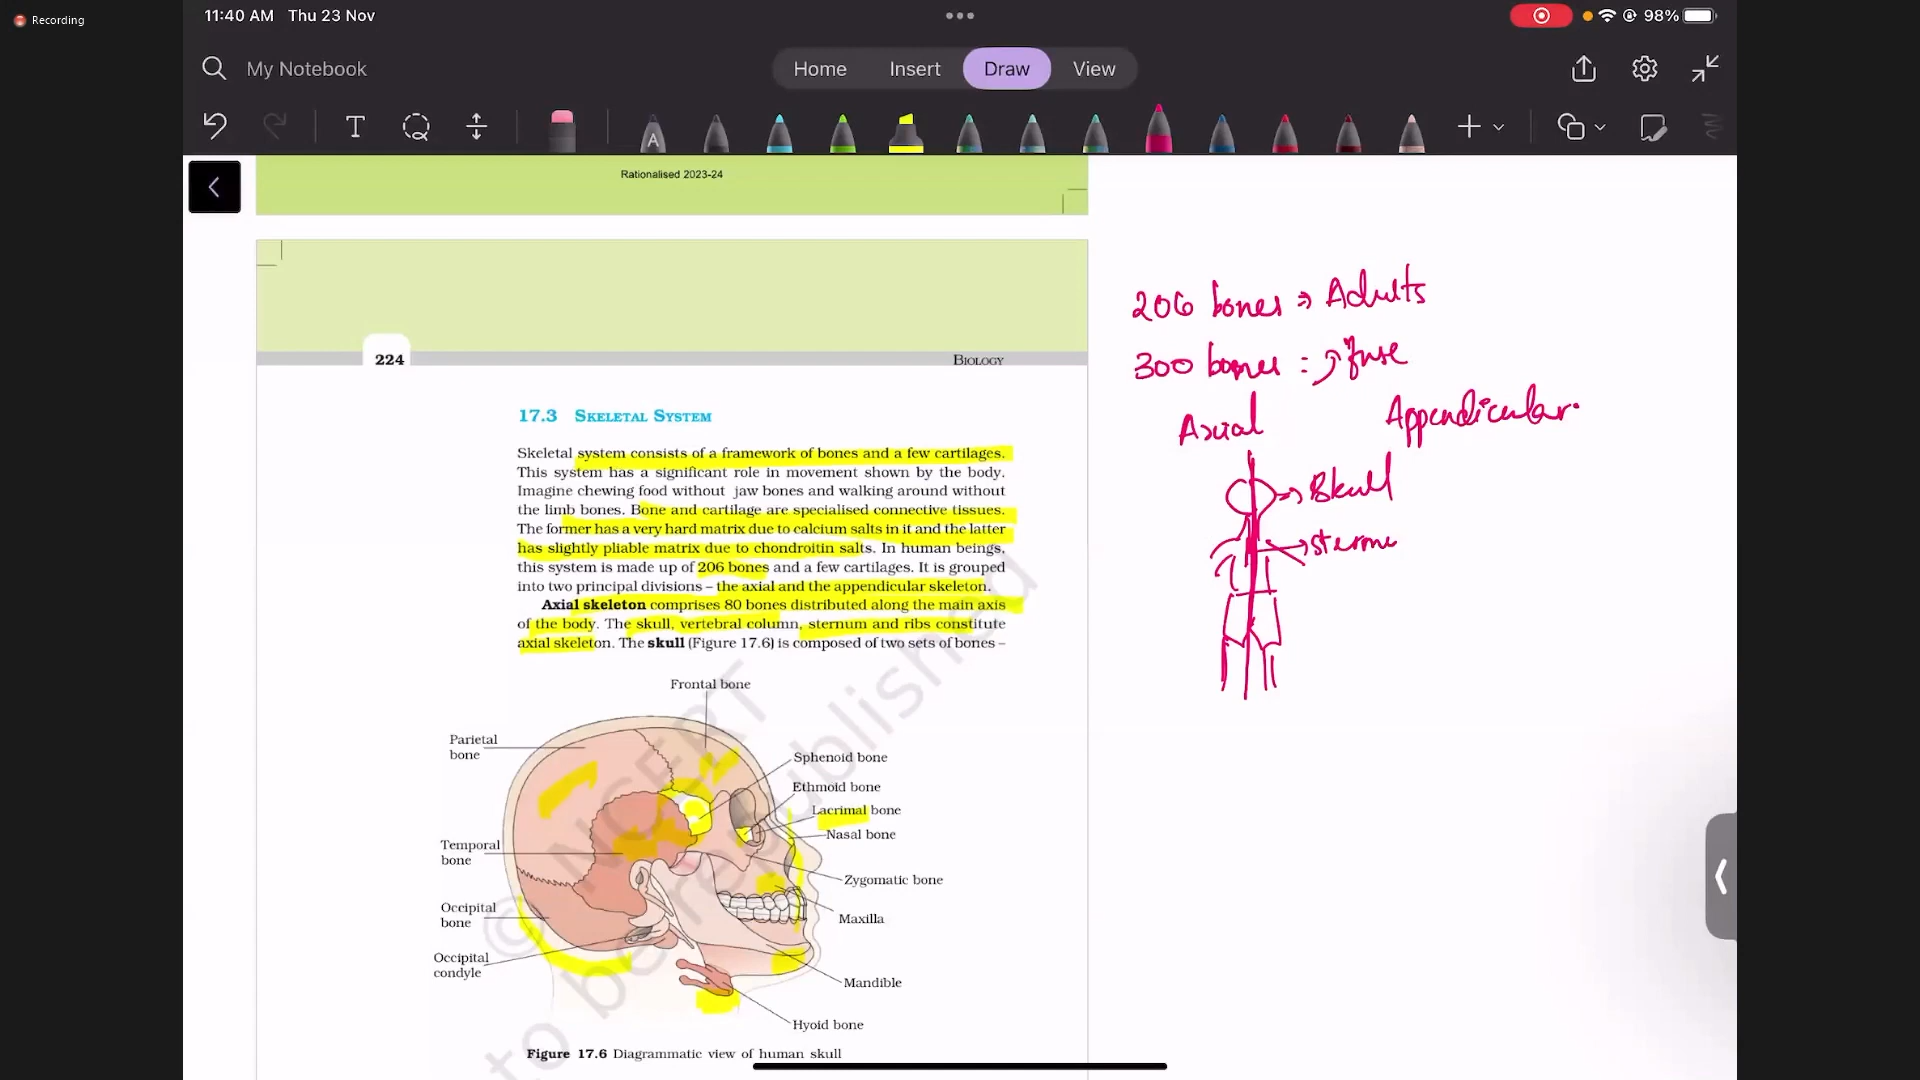 Recording
11:40 AM Thu 23 Nov
98%
My Notebook
Home Insert Draw View
T
A
Rationalised 2023-24
224
BIOLOGY
17.3 SKELETAL SYSTEM
Skeletal system consists of a framework of bones and a few cartilages.
This system has a significant role in movement shown by the body.
Imagine chewing food without jaw bones and walking around without
the limb bones. Bone and cartilage are specialised connective tissues.
The former has a very hard matrix due to calcium salts in it and the latter
has slightly pliable matrix due to chondroitin salts. In human beings,
this system is made up of 206 bones and a few cartilages. It is grouped
into two principal divisions – the axial and the appendicular skeleton.
Axial skeleton comprises 80 bones distributed along the main axis
of the body. The skull, vertebral column, sternum and ribs constitute
axial skeleton. The skull (Figure 17.6) is composed of two sets of bones –
Frontal bone
Parietal
bone
Sphenoid bone
Ethmoid bone
Lacrimal bone
Nasal bone
Temporal
bone
Zygomatic bone
Occipital
bone
Maxilla
Occipital
condyle
Mandible
Hyoid bone
Figure 17.6 Diagrammatic view of human skull
© NCERT
to be republished
206 bones → Adults
300 bones : fuse
Axial Appendicular
Skull